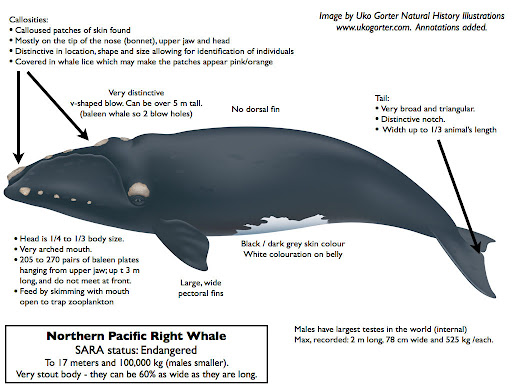 Callosities:
• Calloused patches of skin found
• Mostly on the tip of the nose (bonnet), upper jaw and head
• Distinctive in location, shape and size allowing for identification of individuals
• Covered in whale lice which may make the patches appear pink/orange
Image by Uko Gorter Natural History Illustrations
www.ukogorter.com. Annotations added.
Very distinctive
v-shaped blow. Can be over 5 m tall.
(baleen whale so 2 blow holes)
No dorsal fin
Tail:
• Very broad and triangular.
• Distinctive notch.
• Width up to 1/3 animal's length
• Head is 1/4 to 1/3 body size.
• Very arched mouth.
• 205 to 270 pairs of baleen plates
hanging from upper jaw; up t 3 m
long, and do not meet at front.
• Feed by skimming with mouth
open to trap zooplankton
Large, wide
pectoral fins
Black / dark grey skin colour
White colouration on belly
Northern Pacific Right Whale
SARA status: Endangered
To 17 meters and 100,000 kg (males smaller).
Very stout body - they can be 60% as wide as they are long.
Males have largest testes in the world (internal)
Max, recorded: 2 m long, 78 cm wide and 525 kg /each.